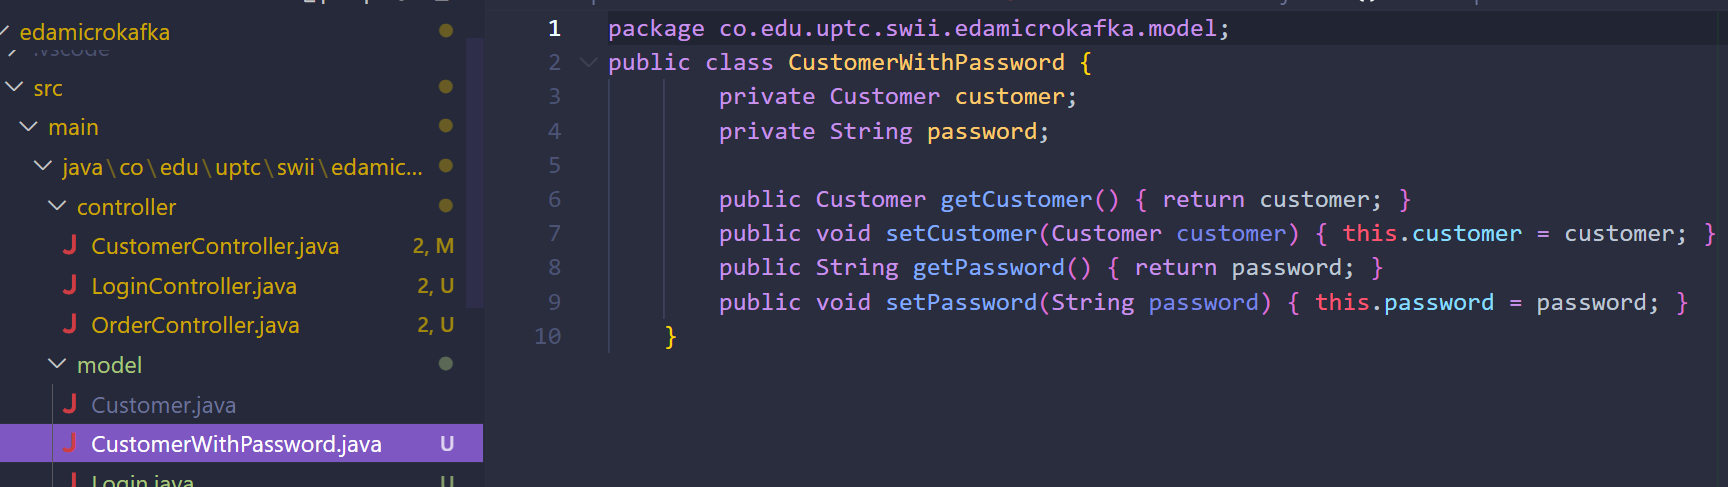 edamicrokafka
.vscode
src
main
java\co\edu\uptc\swii\edamic...
controller
CustomerController.java 2, M
LoginController.java 2, U
OrderController.java 2, U
model
Customer.java
CustomerWithPassword.java U
Login.java U
1 package co.edu.uptc.swii.edamicrokafka.model;
2 public class CustomerWithPassword {
3 private Customer customer;
4 private String password;
5
6 public Customer getCustomer() { return customer; }
7 public void setCustomer(Customer customer) { this.customer = customer; }
8 public String getPassword() { return password; }
9 public void setPassword(String password) { this.password = password; }
10 }